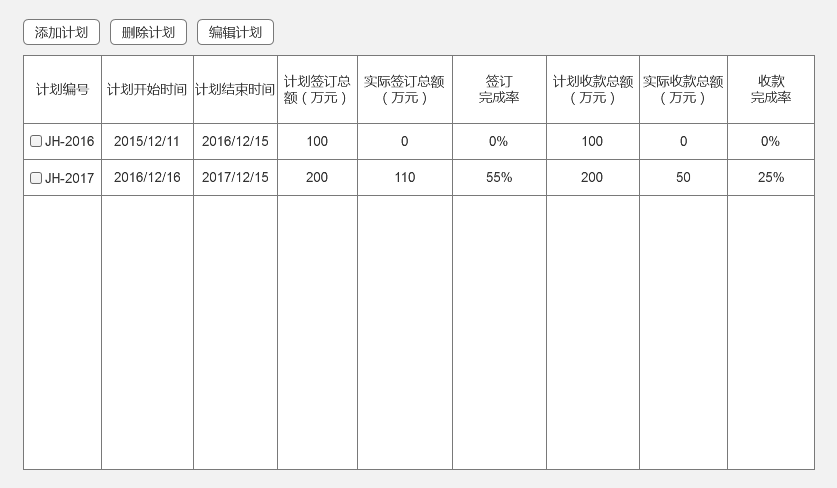 添加计划 删除计划 编辑计划
计划编号 计划开始时间 计划结束时间 计划签订总额（万元） 实际签订总额（万元） 签订完成率 计划收款总额（万元） 实际收款总额（万元） 收款完成率
JH-2016 2015/12/11 2016/12/15 100 0 0% 100 0 0%
JH-2017 2016/12/16 2017/12/15 200 110 55% 200 50 25%